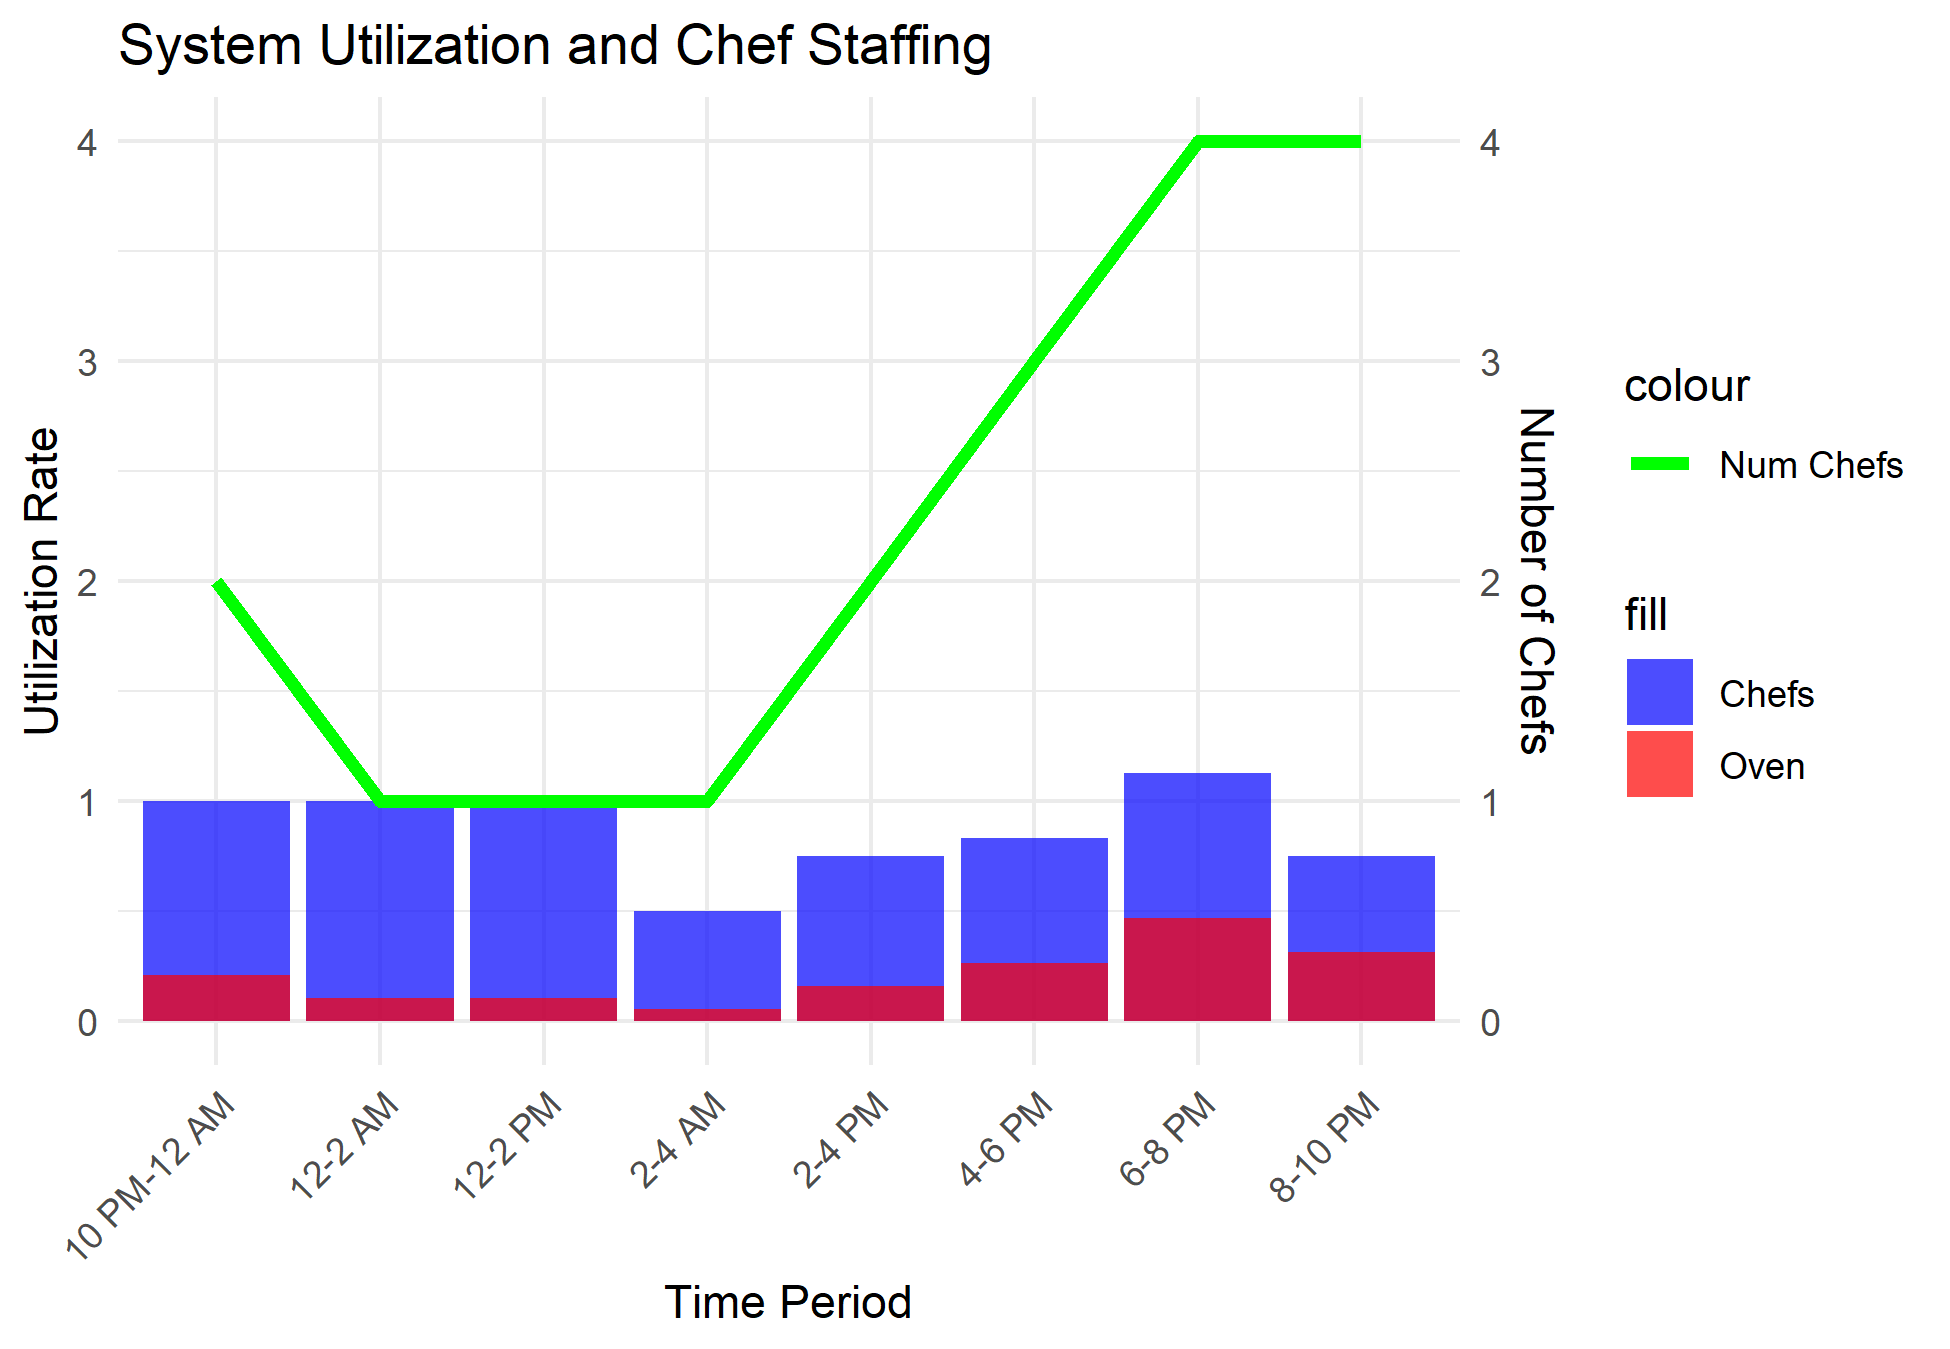 System Utilization and Chef Staffing
Utilization Rate
4
3
2
1
0
4
3
2
1
0
Number of Chefs
10 PM-12 AM
12-2 AM
12-2 PM
2-4 AM
2-4 PM
4-6 PM
6-8 PM
8-10 PM
Time Period
colour
Num Chefs
fill
Chefs
Oven